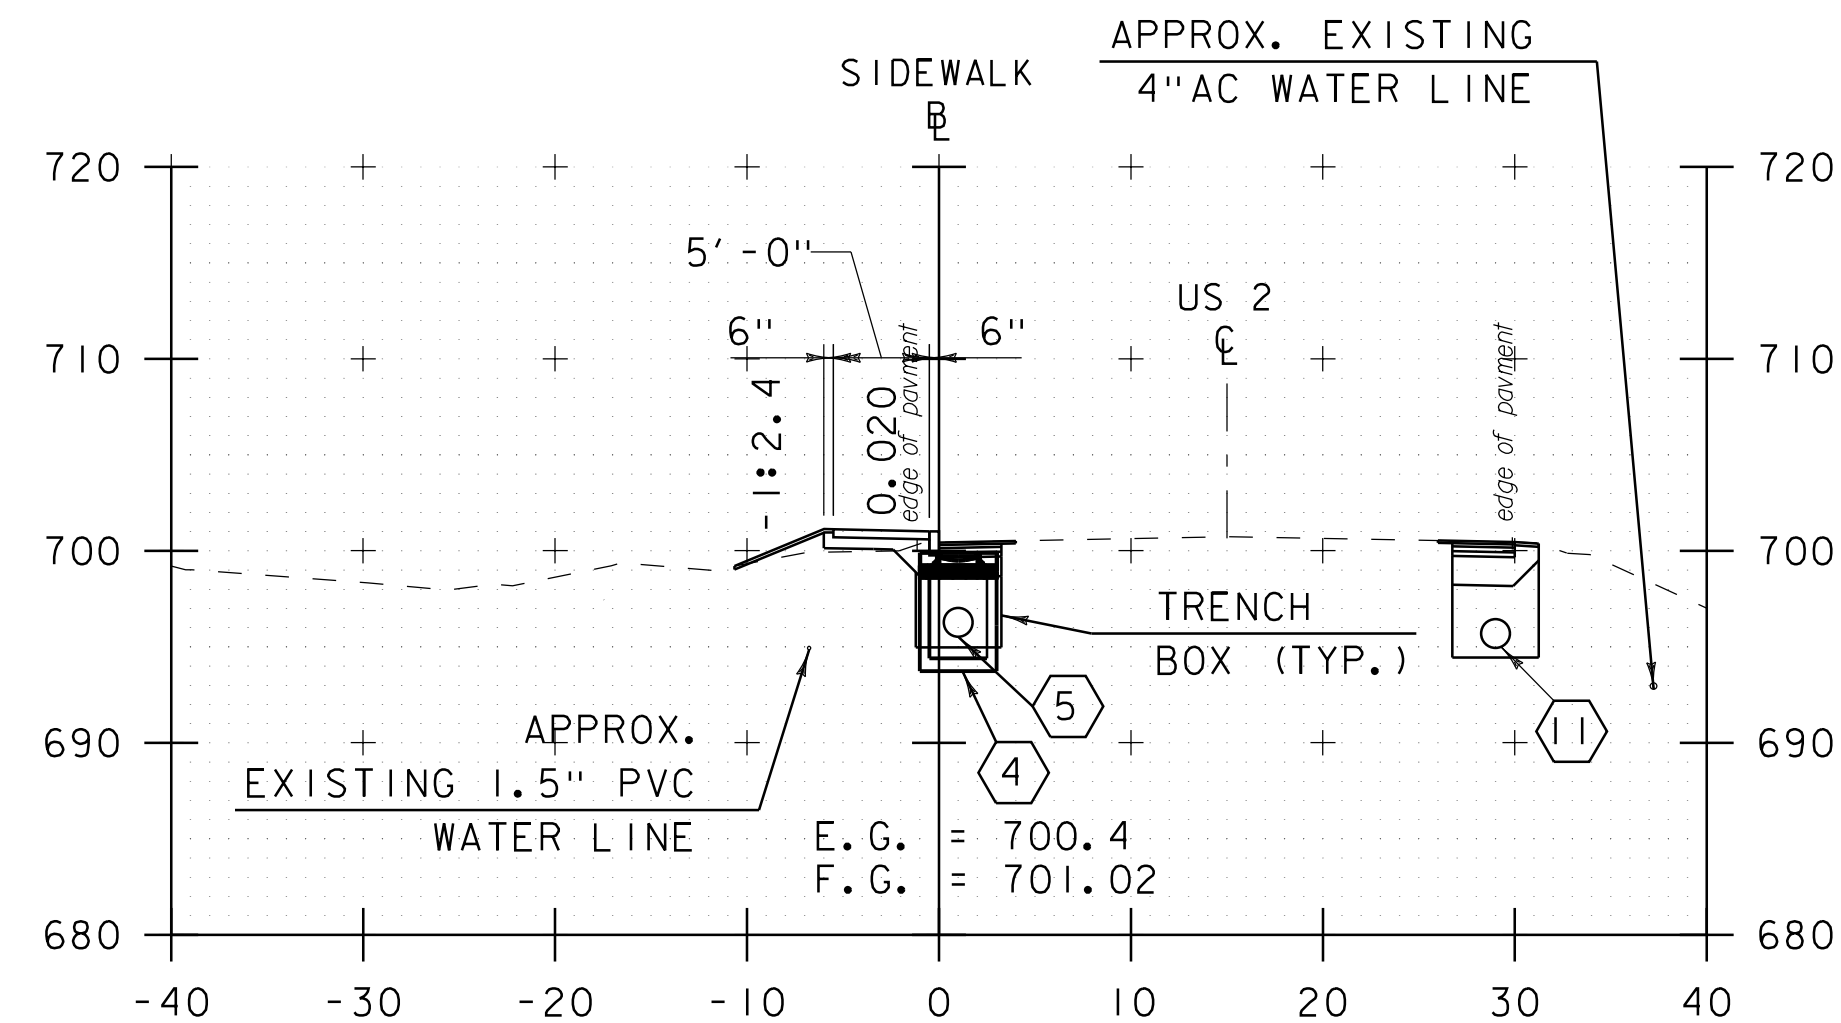 APPROX. EXISTING
4"AC WATER LINE
SIDEWALK
BL
720
720
5'-0"
US 2
CL
6"
6"
710
710
-1:2.4
0.020
edge of pavment
edge of pavment
700
700
TRENCH
BOX (TYP.)
5
11
4
APPROX.
EXISTING 1.5" PVC
WATER LINE
690
690
E.G. = 700.4
F.G. = 701.02
680
680
-40 -30 -20 -10 0 10 20 30 40